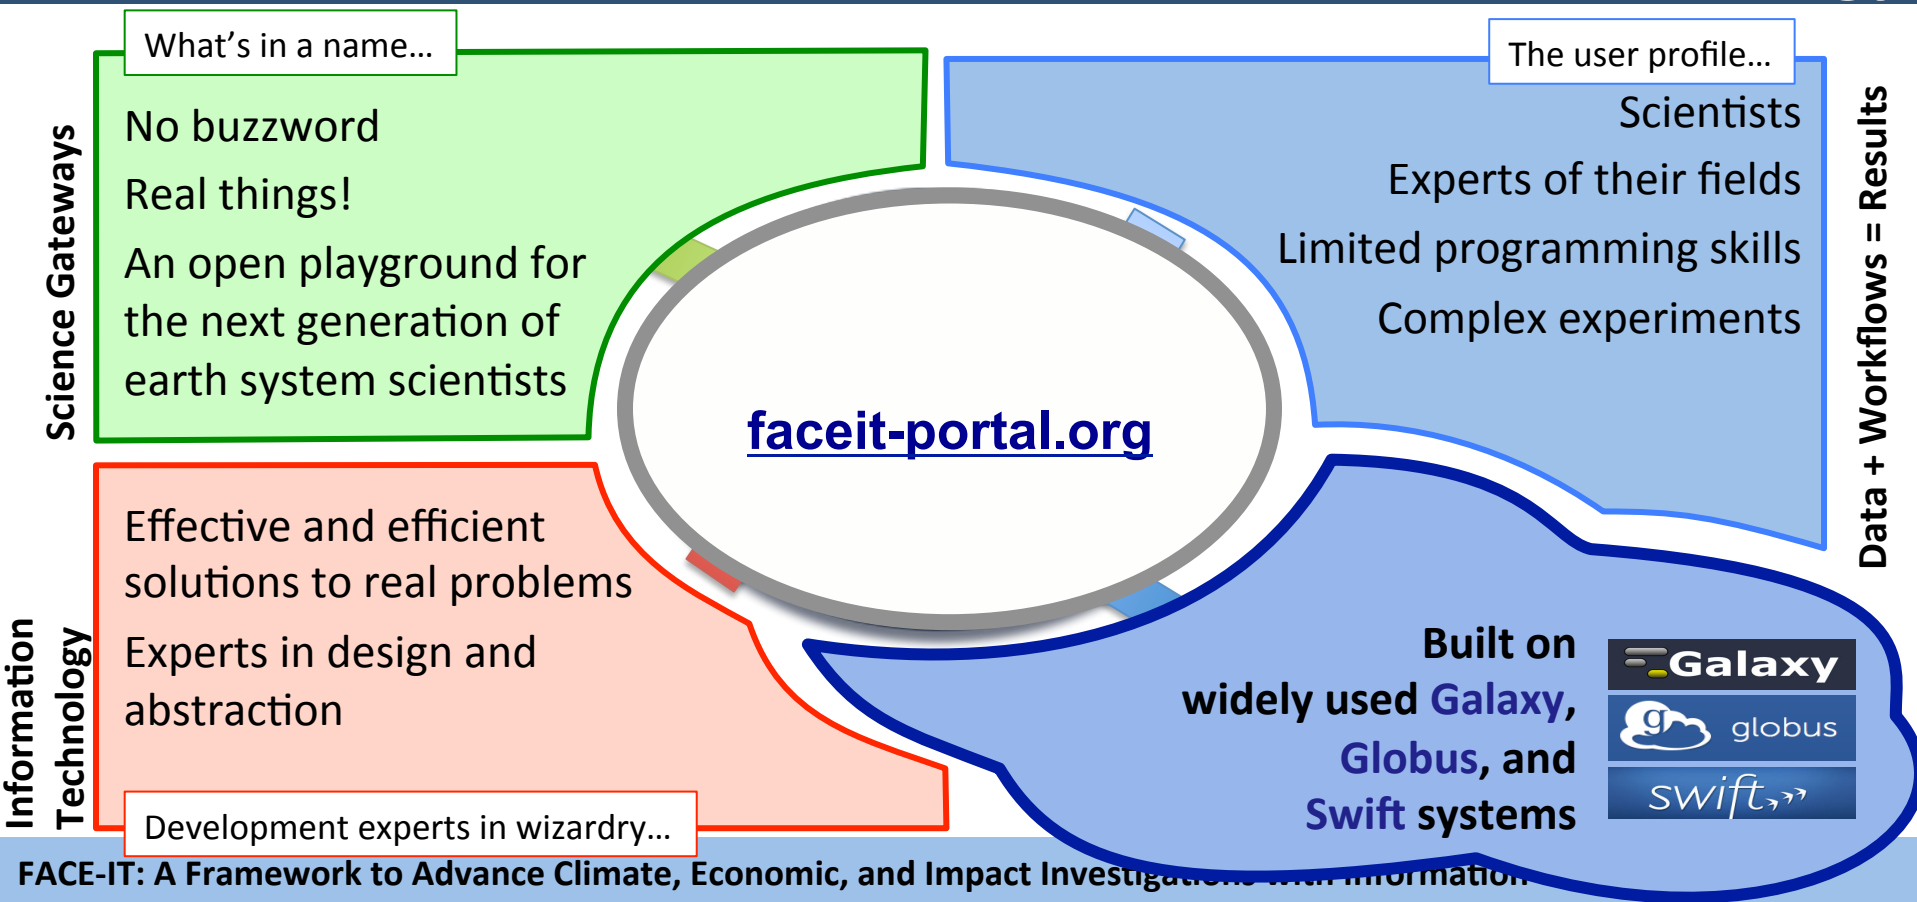 What's in a name...
No buzzword
Real things!
An open playground for
the next generation of
earth system scientists
Science Gateways
The user profile...
Scientists
Experts of their fields
Limited programming skills
Complex experiments
Data + Workflows = Results
faceit-portal.org
Effective and efficient
solutions to real problems
Experts in design and
abstraction
Development experts in wizardry...
Information
Technology
Built on
widely used Galaxy,
Globus, and
Swift systems
Galaxy
g globus
swift
FACE-IT: A Framework to Advance Climate, Economic, and Impact Investigations with Information